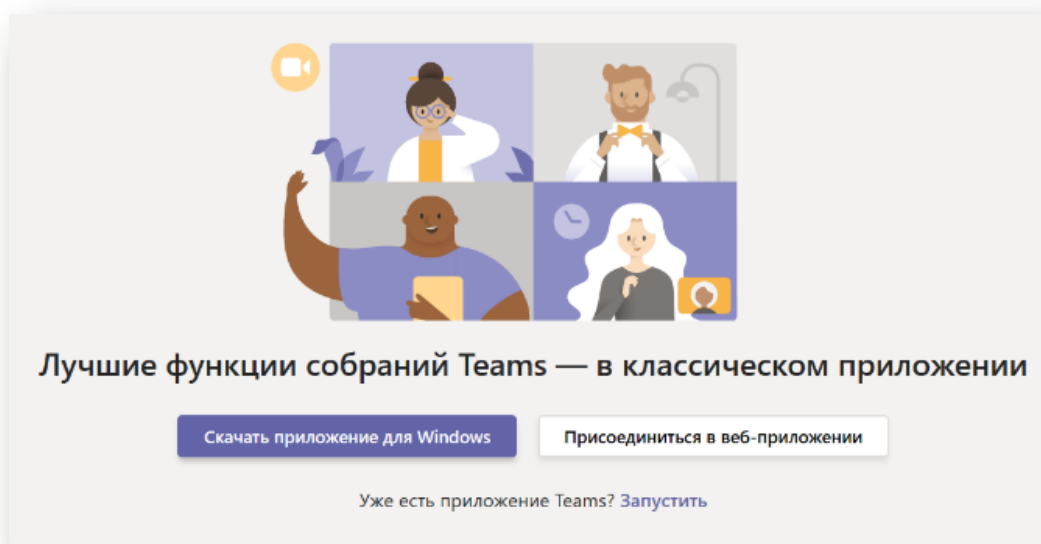 Лучшие функции собраний Teams — в классическом приложении
Скачать приложение для Windows
Присоединиться в веб-приложении
Уже есть приложение Teams? Запустить